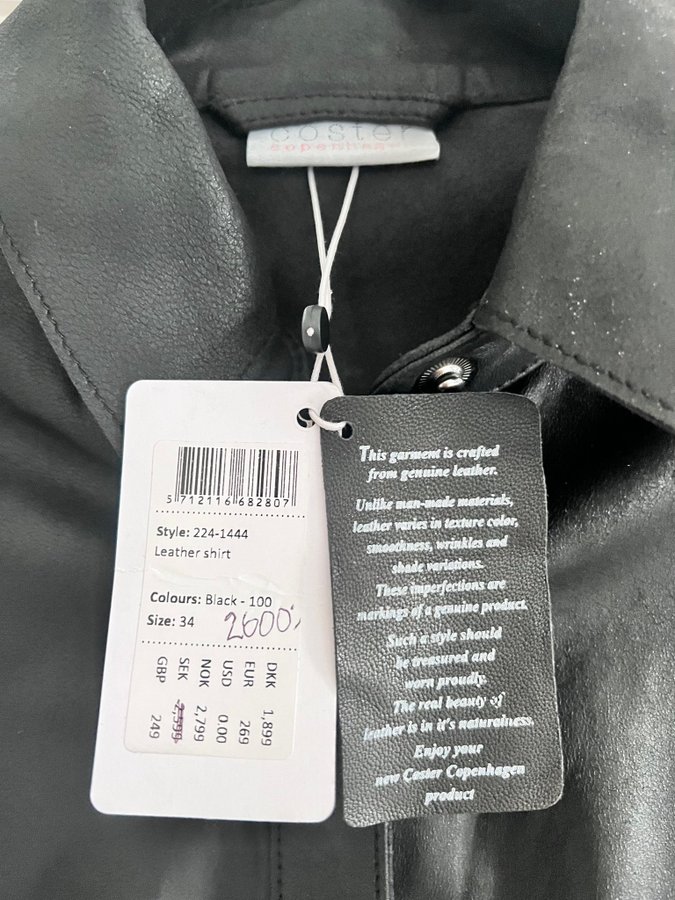 coster
copenhagen
5 712116 682807
Style: 224-1444
Leather shirt
Colours: Black - 100
Size: 34
2600:-
DKK 1,899
EUR 269
USD 0.00
NOK 2,799
SEK 2,599
GBP 249
This garment is crafted
from genuine leather.
Unlike man-made materials,
leather varies in texture color,
smoothness, wrinkles and
shade variations.
These imperfections are
markings of a genuine product.
Such a style should
be treasured and
worn proudly.
The real beauty of
leather is in it's naturalness.
Enjoy your
new Coster Copenhagen
product